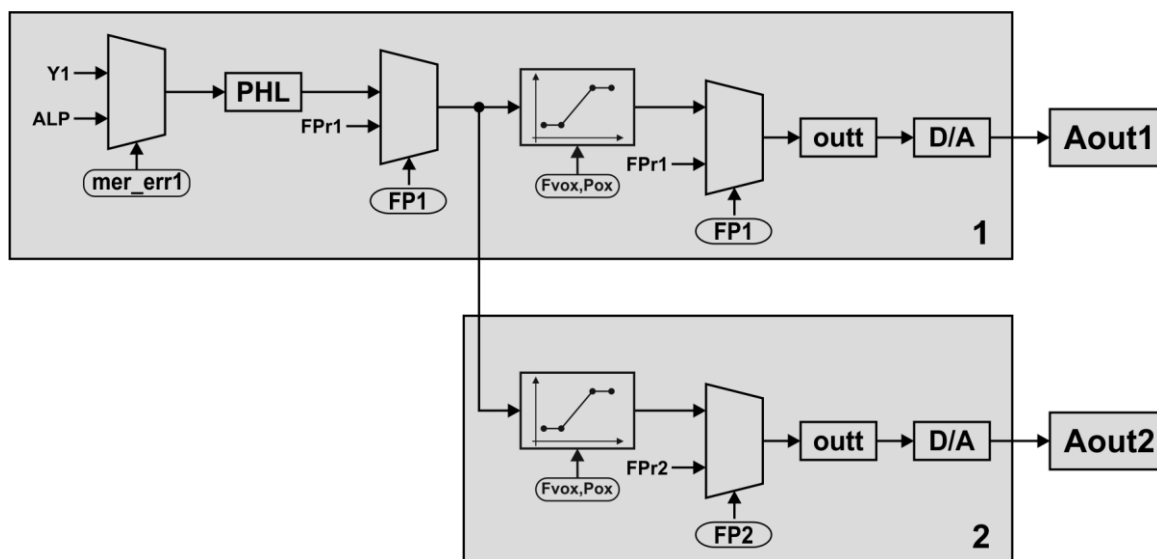 Y1
ALP
mer_err1
PHL
FPr1
FP1
Fvox,Pox
FPr1
FP1
outt
D/A
Aout1
1
Fvox,Pox
FPr2
FP2
outt
D/A
Aout2
2